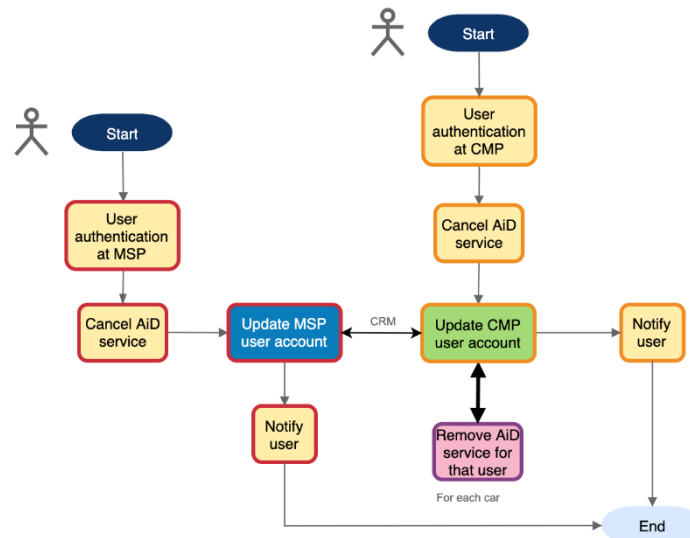 Start
User
authentication
at CMP
Start
User
authentication
at MSP
Cancel AiD
service
Cancel AiD
service
Update MSP
user account
CRM
Update CMP
user account
Notify
user
Notify
user
Remove AiD
service for
that user
For each car
End